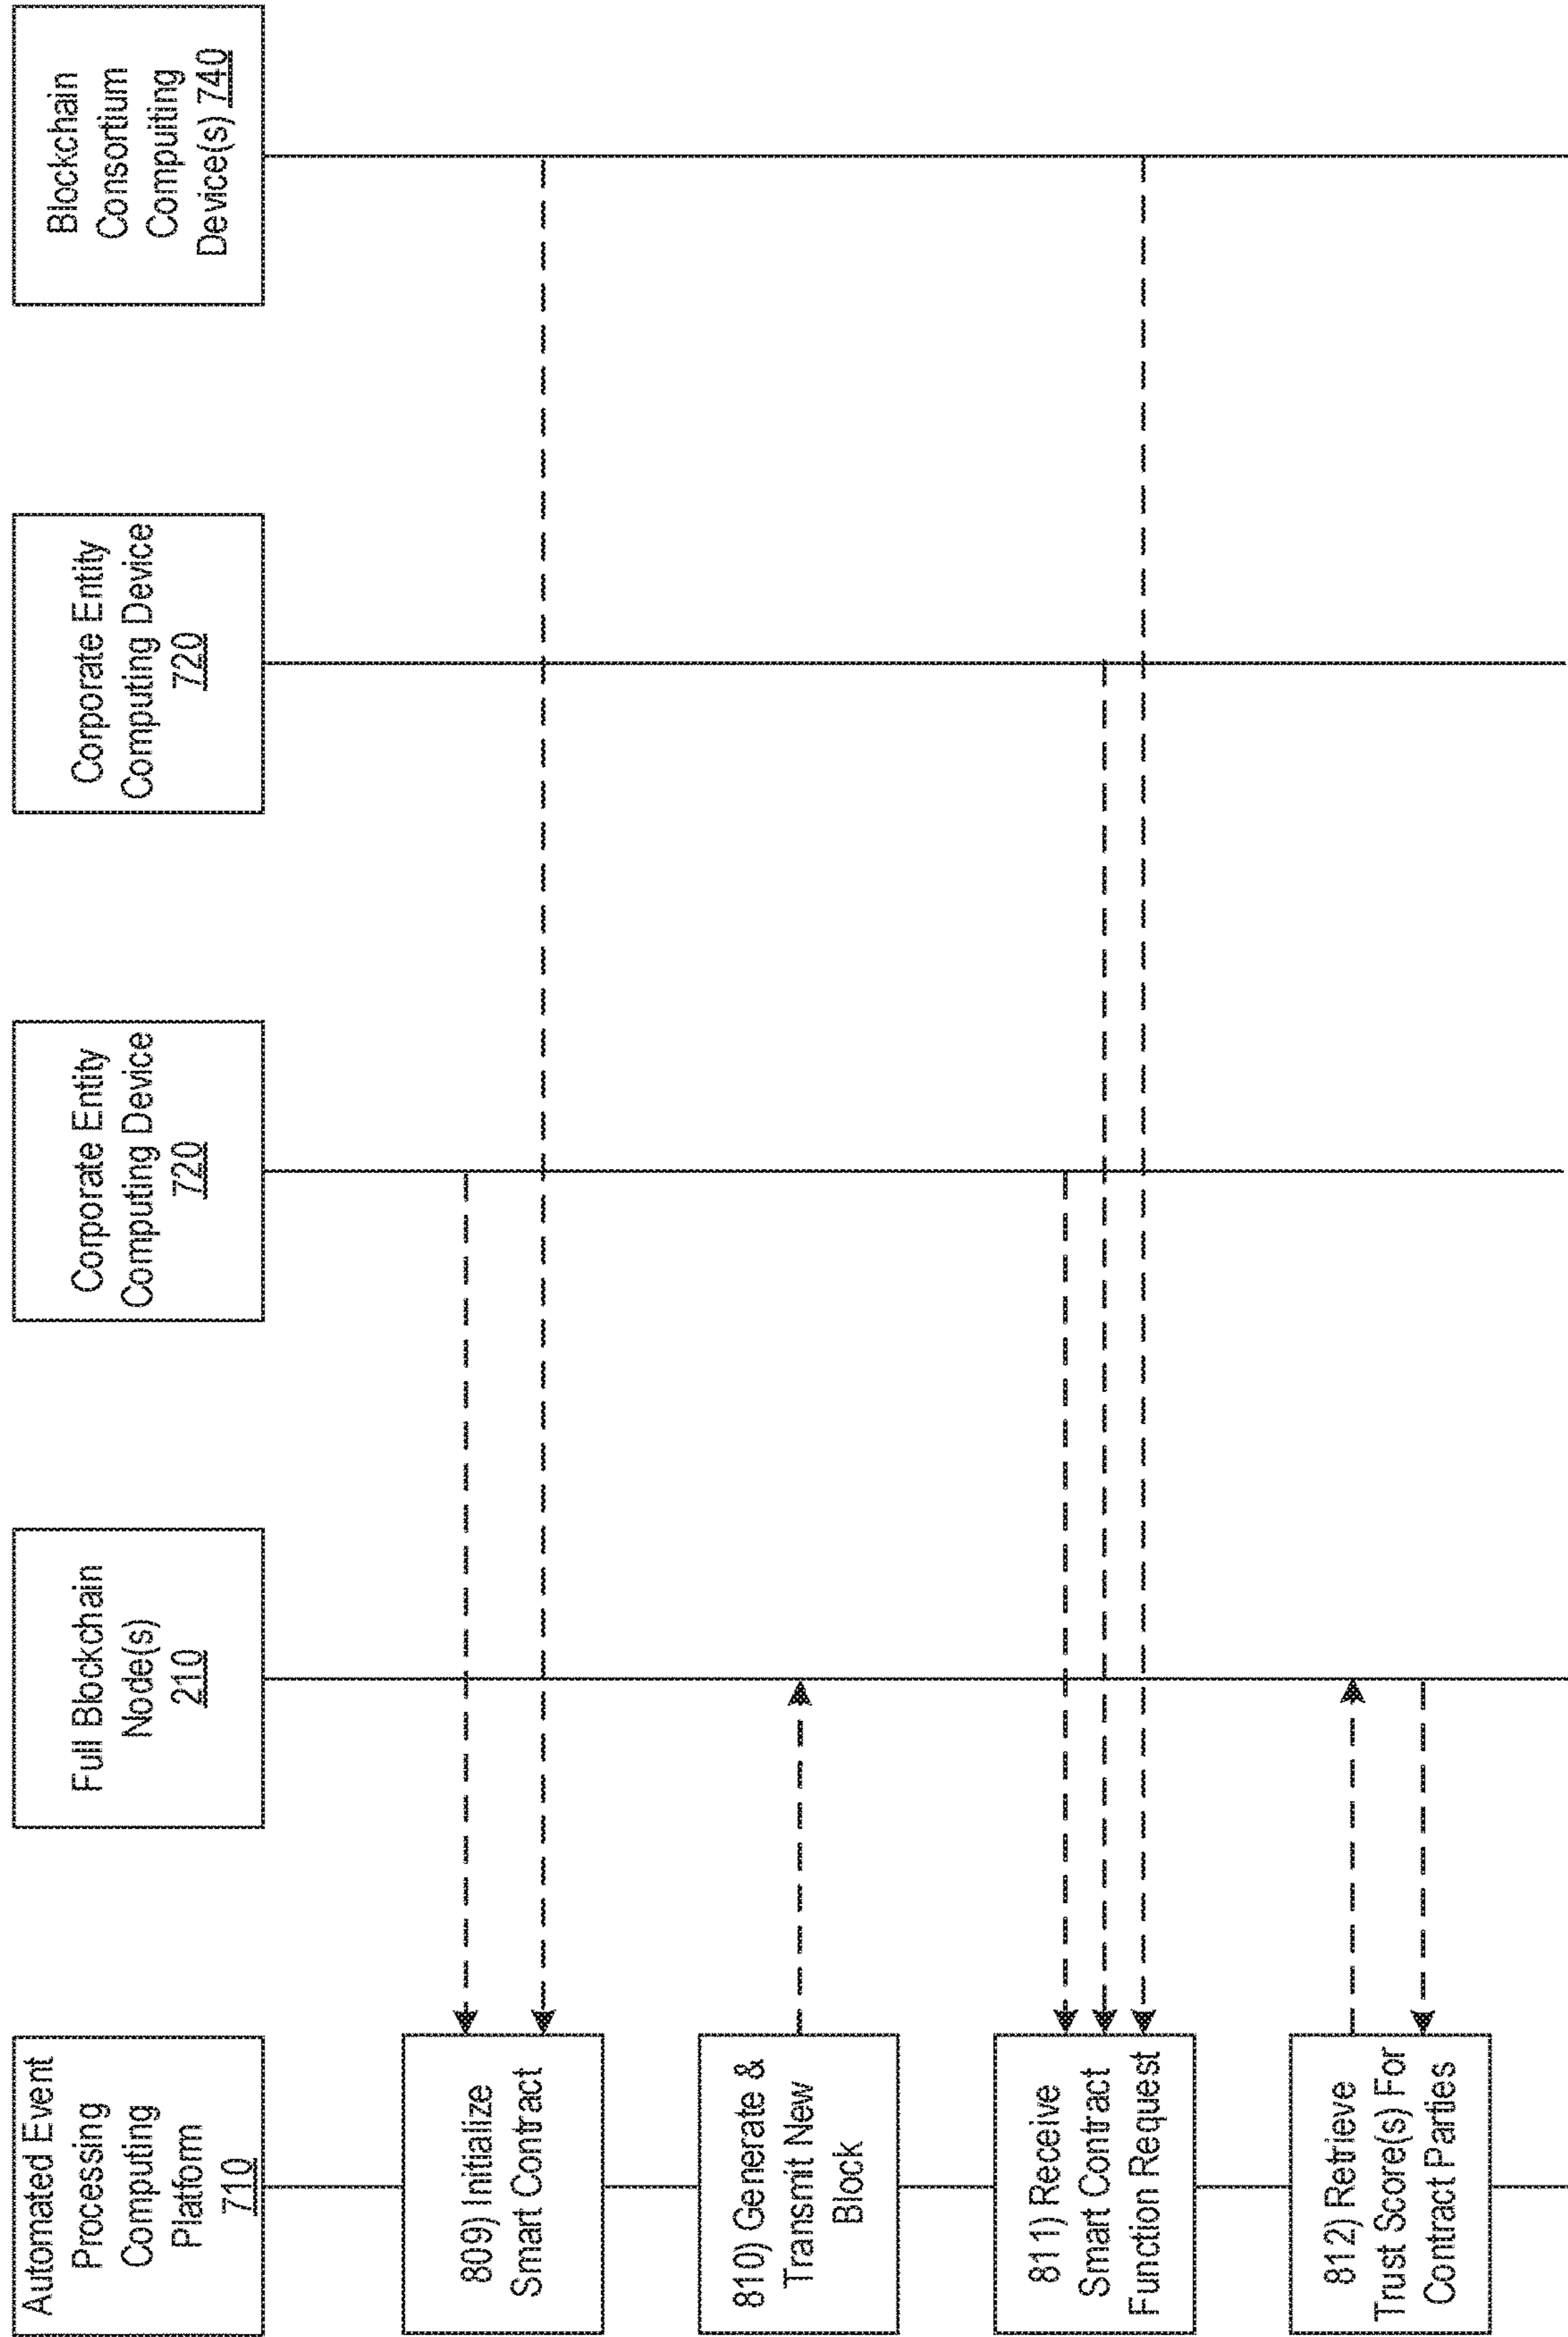 Automated Event
Processing
Computing
Platform
710
Full Blockchain
Node(s)
210
Corporate Entity
Computing Device
720
Corporate Entity
Computing Device
720
Blockchain
Consortium
Compuiting
Device(s) 740
809) Initialize
Smart Contract
810) Generate &
Transmit New
Block
811) Receive
Smart Contract
Function Request
812) Retrieve
Trust Score(s) For
Contract Parties